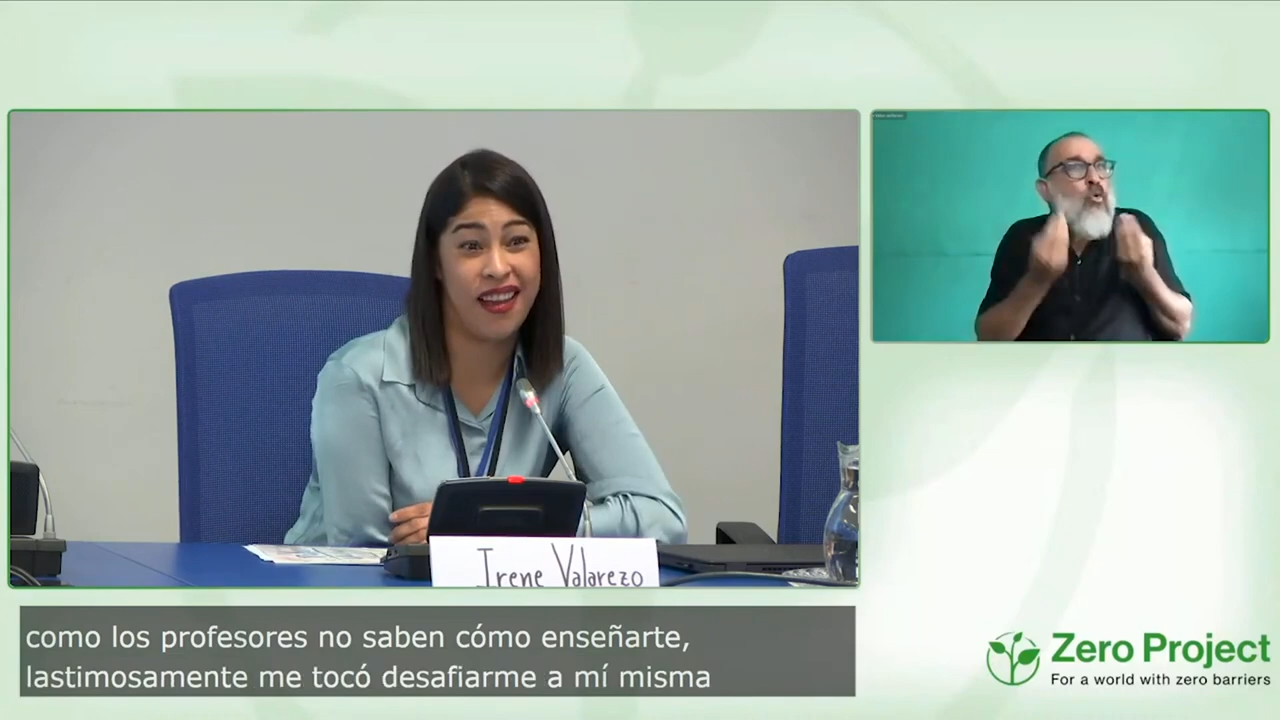 Irene Valarezo
como los profesores no saben cómo enseñarte,
lastimosamente me tocó desafiarme a mí misma
Zero Project
For a world with zero barriers